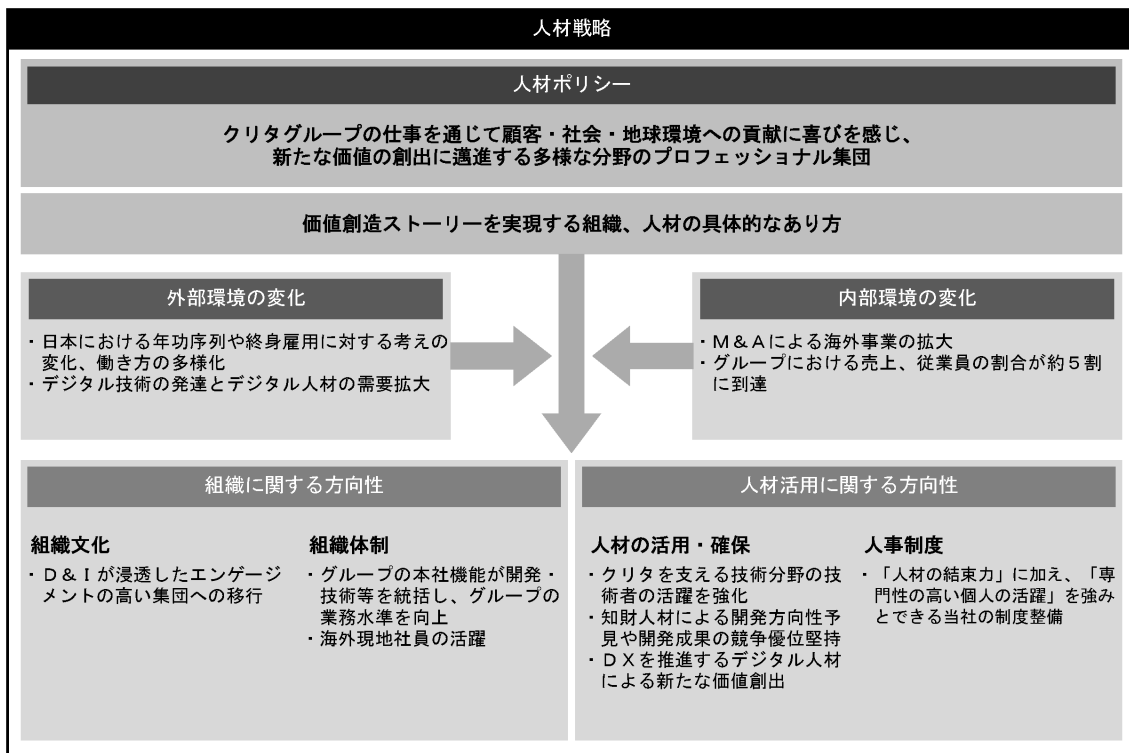 人材戦略
人材ポリシー
クリタグループの仕事を通じて顧客・社会・地球環境への貢献に喜びを感じ、
新たな価値の創出に邁進する多様な分野のプロフェッショナル集団
価値創造ストーリーを実現する組織、人材の具体的なあり方
外部環境の変化
・日本における年功序列や終身雇用に対する考えの
変化、働き方の多様化
・デジタル技術の発達とデジタル人材の需要拡大
内部環境の変化
・M&Aによる海外事業の拡大
・グループにおける売上、従業員の割合が約5割
に到達
組織に関する方向性
組織文化
・D&Iが浸透したエンゲージ
メントの高い集団への移行
組織体制
・グループの本社機能が開発・
技術等を統括し、グループの
業務水準を向上
・海外現地社員の活躍
人材活用に関する方向性
人材の活用・確保
・クリタを支える技術分野の技
術者の活躍を強化
・知財人材による開発方向性予
見や開発成果の競争優位堅持
・DXを推進するデジタル人材
による新たな価値創出
人事制度
・「人材の結束力」に加え、「専
門性の高い個人の活躍」を強み
とできる当社の制度整備